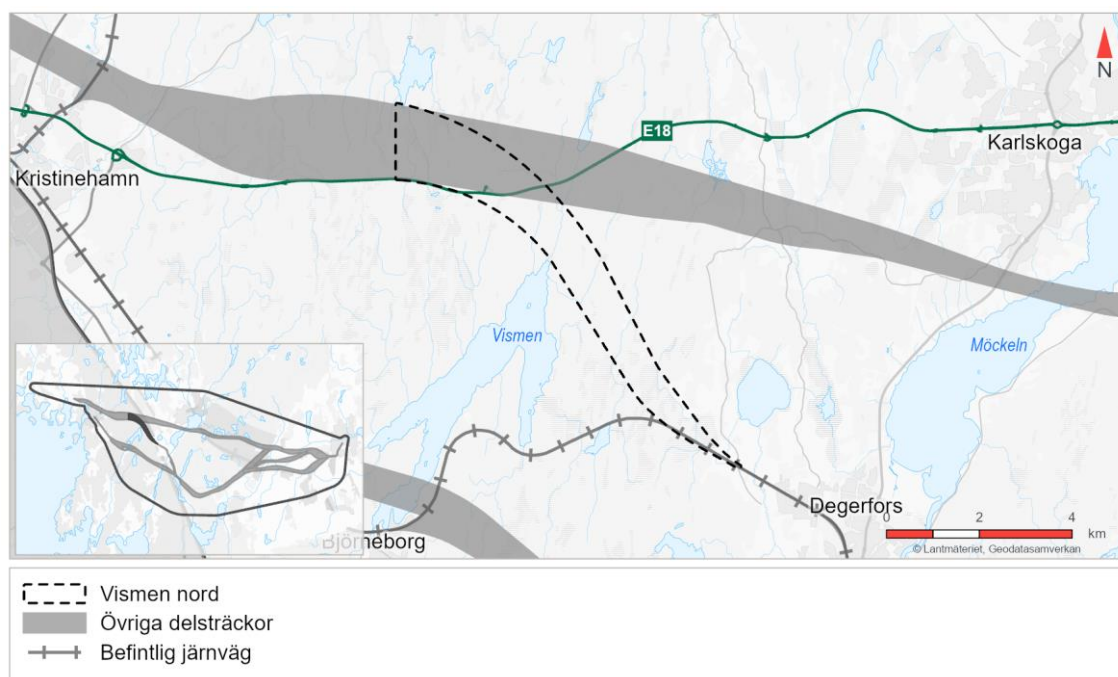 N
E18
Karlskoga
Kristinehamn
Vismen
Möckeln
Degerfors
0 2 4
km
© Lantmäteriet, Geodatasamverkan
Björneborg
Vismen nord
Övriga delsträckor
Befintlig järnväg